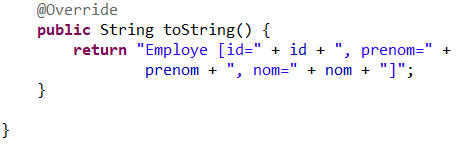 @Override
public String toString() {
return "Employe [id=" + id + ", prenom=" +
prenom + ", nom=" + nom + "]";
}
}